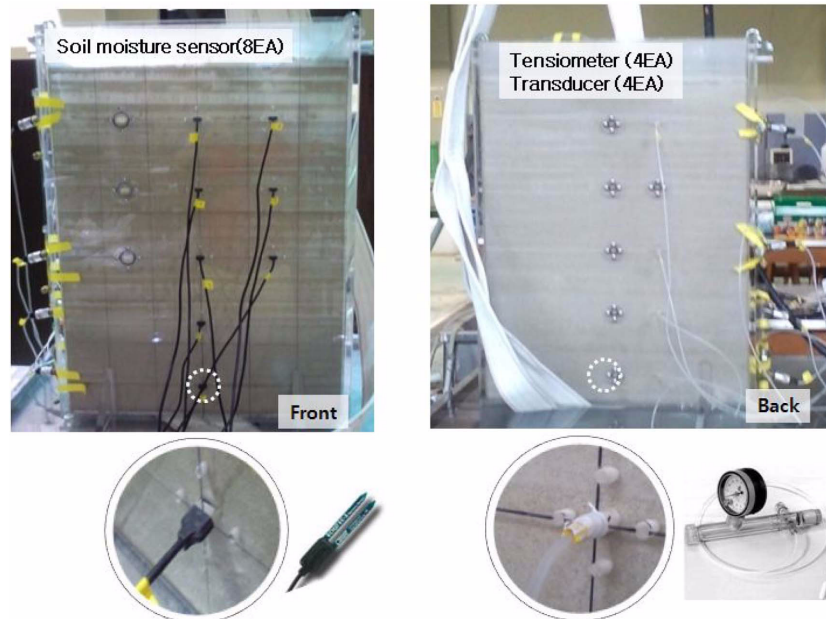 Soil moisture sensor(8EA)
Tensiometer (4EA)
Transducer (4EA)
Front
Back